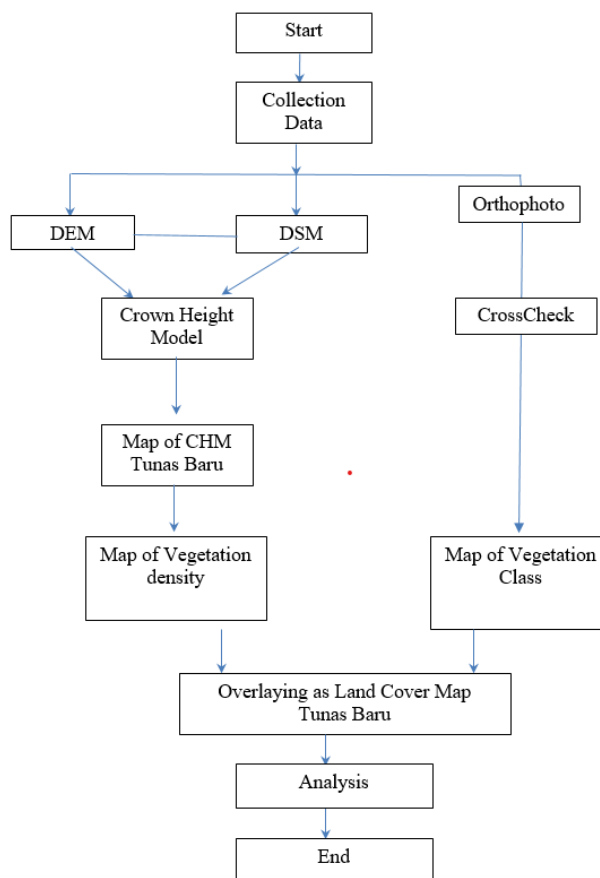 Start
Collection
Data
Orthophoto
DEM
DSM
Crown Height
Model
CrossCheck
Map of CHM
Tunas Baru
Map of Vegetation
density
Map of Vegetation
Class
Overlaying as Land Cover Map
Tunas Baru
Analysis
End